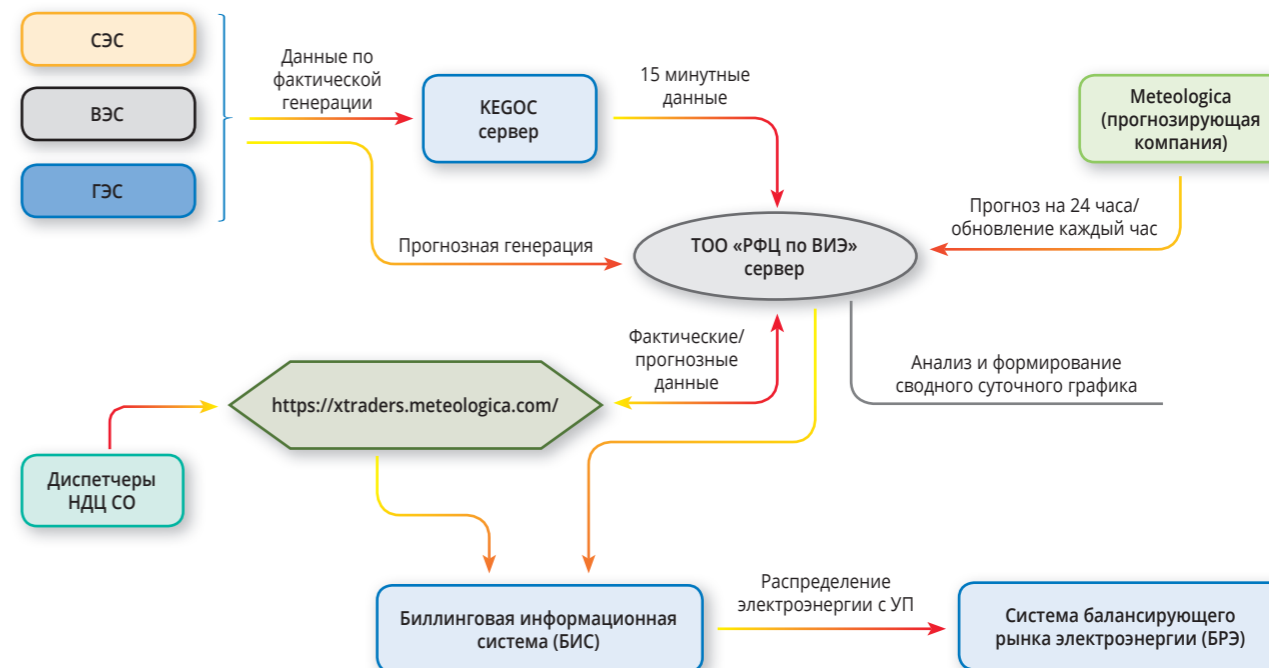 СЭС
ВЭС
ГЭС
Данные по
фактической
генерации
KEGOC
сервер
15 минутные
данные
Meteologica
(прогнозирующая
компания)
Прогноз на 24 часа/
обновление каждый час
Прогнозная генерация
ТОО «РФЦ по ВИЭ»
сервер
Фактические/
прогнозные
данные
Анализ и формирование
сводного суточного графика
https://xtraders.meteologica.com/
Диспетчеры
НДЦ СО
Биллинговая информационная
система (БИС)
Распределение
электроэнергии с УП
Система балансирующего
рынка электроэнергии (БРЭ)